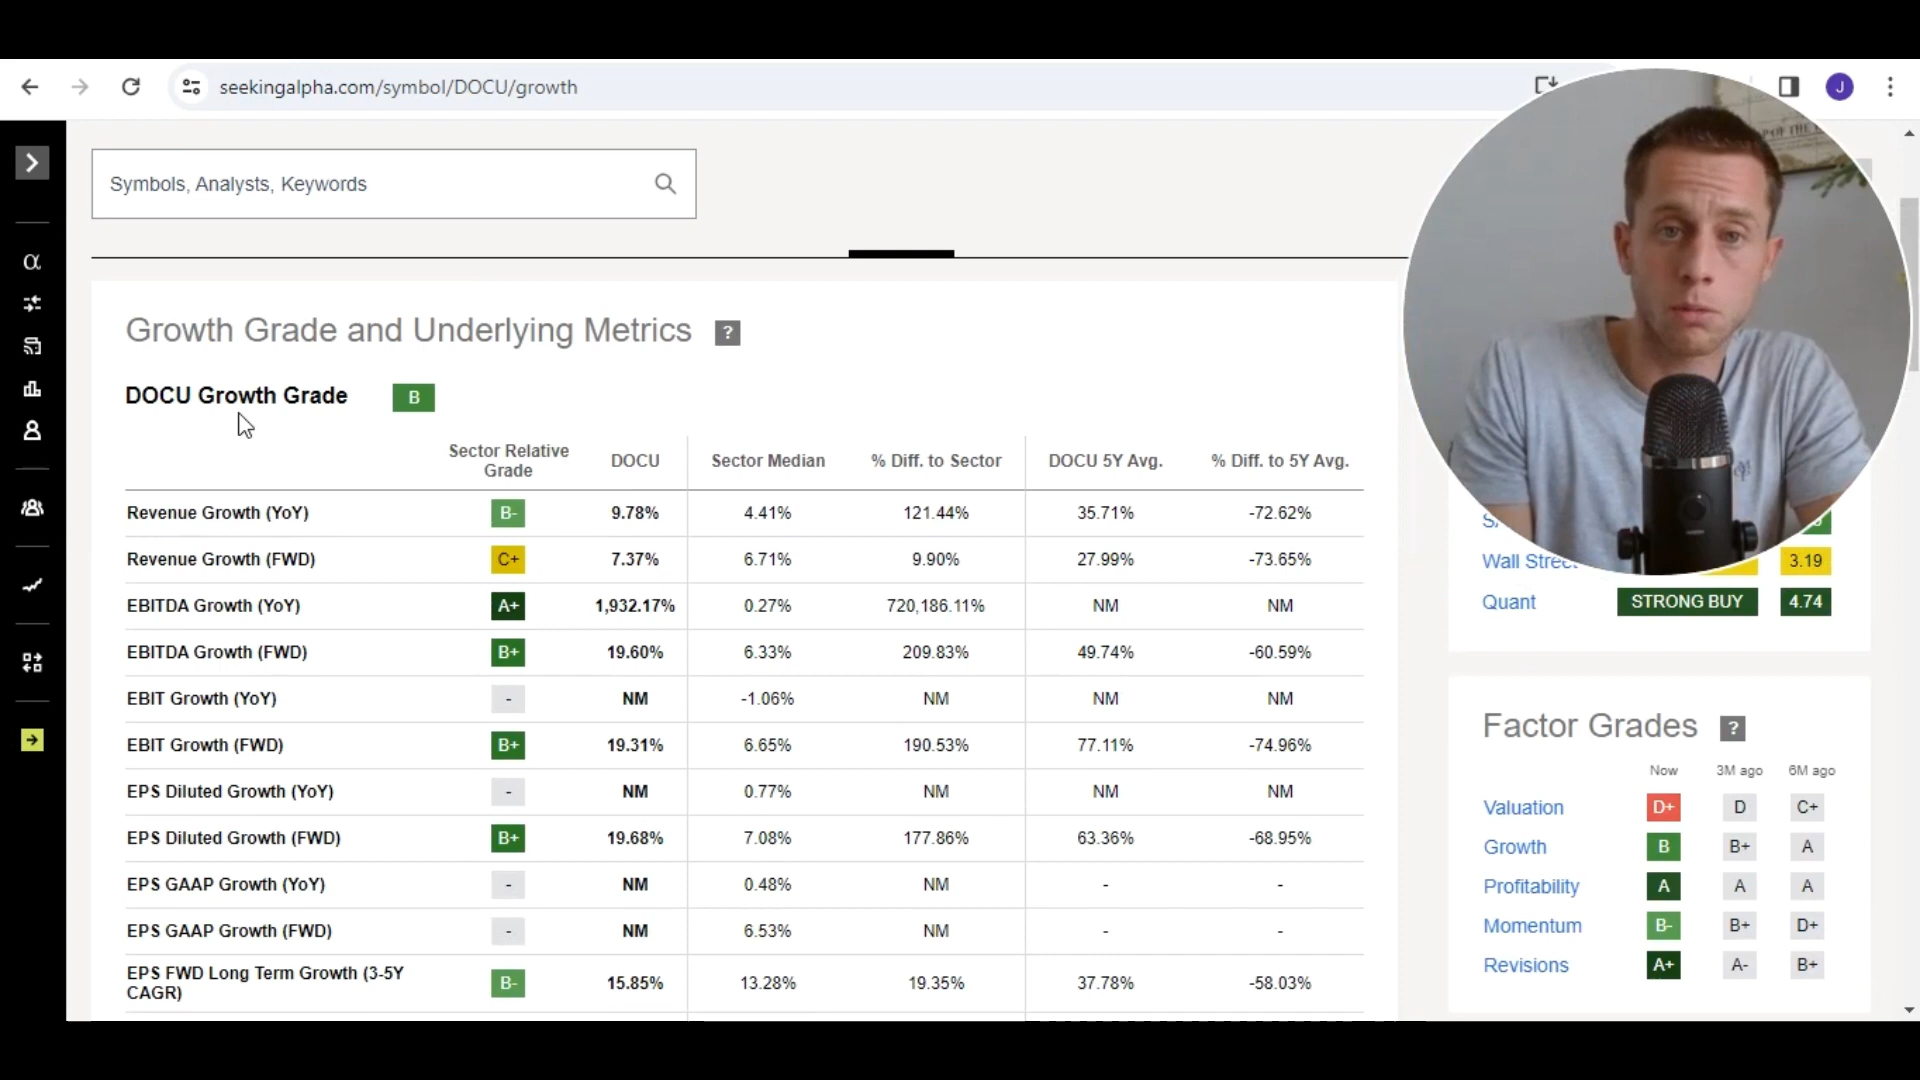 seekingalpha.com/symbol/DOCU/growth
J
Symbols, Analysts, Keywords
Growth Grade and Underlying Metrics ?
DOCU Growth Grade B
Sector Relative Grade DOCU Sector Median % Diff. to Sector DOCU 5Y Avg. % Diff. to 5Y Avg.
Revenue Growth (YoY) B- 9.78% 4.41% 121.44% 35.71% -72.62%
Revenue Growth (FWD) C+ 7.37% 6.71% 9.90% 27.99% -73.65%
EBITDA Growth (YoY) A+ 1,932.17% 0.27% 720,186.11% NM NM
EBITDA Growth (FWD) B+ 19.60% 6.33% 209.83% 49.74% -60.59%
EBIT Growth (YoY) - NM -1.06% NM NM NM
EBIT Growth (FWD) B+ 19.31% 6.65% 190.53% 77.11% -74.96%
EPS Diluted Growth (YoY) - NM 0.77% NM NM NM
EPS Diluted Growth (FWD) B+ 19.68% 7.08% 177.86% 63.36% -68.95%
EPS GAAP Growth (YoY) - NM 0.48% NM - -
EPS GAAP Growth (FWD) - NM 6.53% NM - -
EPS FWD Long Term Growth (3-5Y
CAGR) B- 15.85% 13.28% 19.35% 37.78% -58.03%
Wall 3.19
Quant STRONG BUY 4.74
Factor Grades ?
Now 3M ago 6M ago
Valuation D+ D C+
Growth B B+ A
Profitability A A A
Momentum B- B+ D+
Revisions A+ A- B+